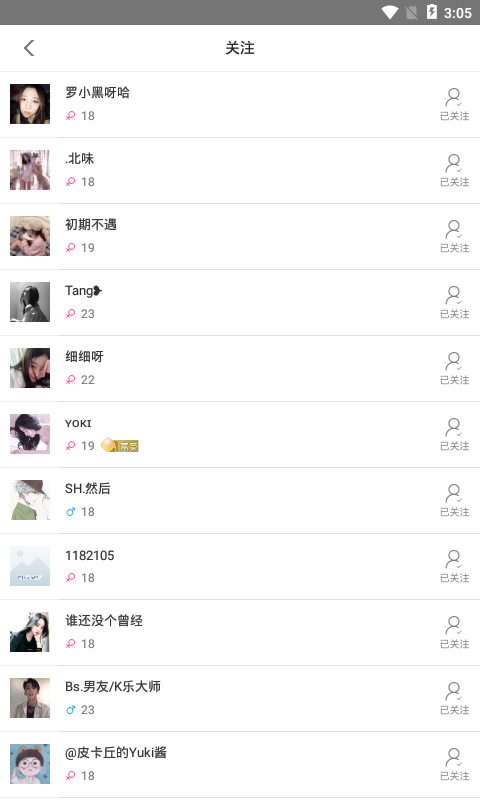 3:05
关注
罗小黑呀哈
18
已关注
.北味
18
已关注
初期不遇
19
已关注
Tang❥
23
已关注
细细呀
22
已关注
ʏᴏᴋɪ
19
已关注
SH.然后
18
已关注
1182105
18
已关注
谁还没个曾经
18
已关注
Bs.男友/K乐大师
23
已关注
@皮卡丘的Yuki酱
18
已关注